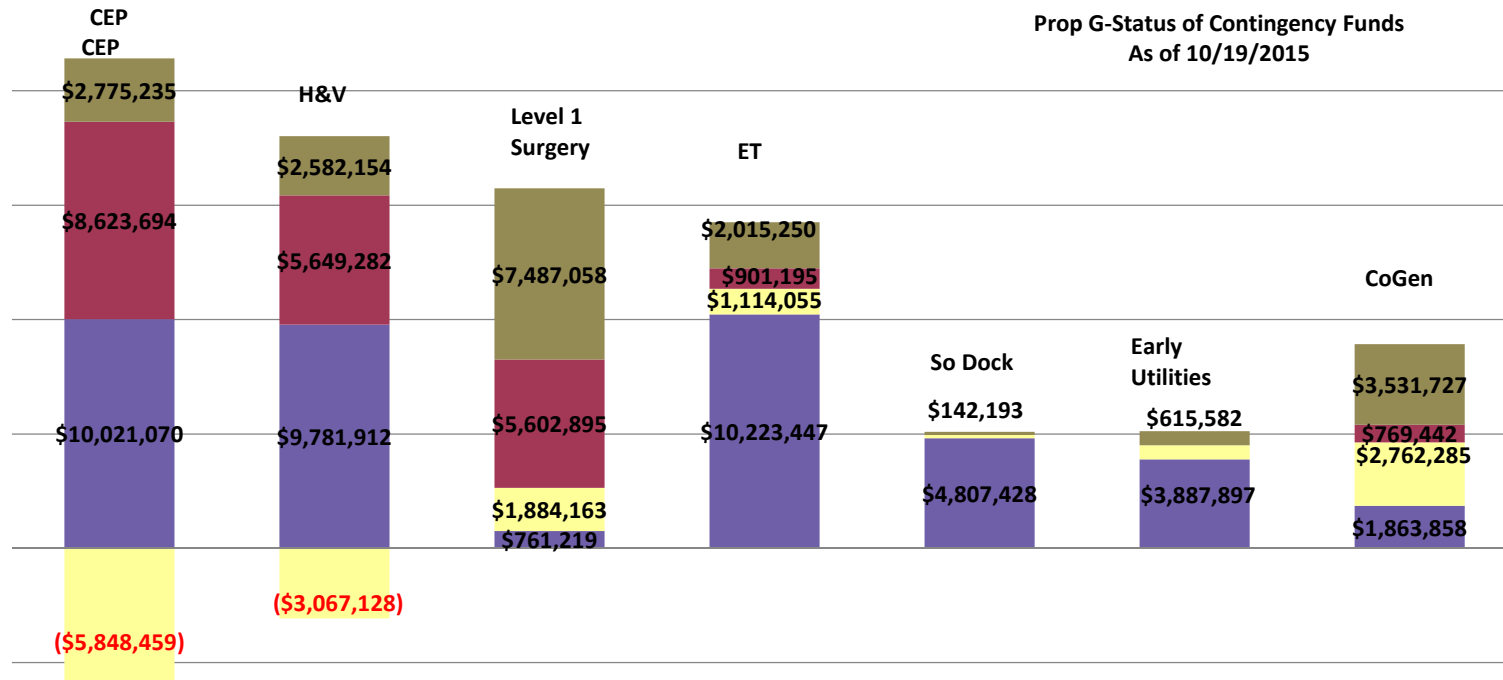 Prop G-Status of Contingency Funds
As of 10/19/2015
CEP
CEP
$2,775,235
$8,623,694
$10,021,070
($5,848,459)
H&V
$2,582,154
$5,649,282
$9,781,912
($3,067,128)
Level 1
Surgery
$7,487,058
$5,602,895
$1,884,163
$761,219
ET
$2,015,250
$901,195
$1,114,055
$10,223,447
So Dock
$142,193
$4,807,428
Early
Utilities
$615,582
$3,887,897
CoGen
$3,531,727
$769,442
$2,762,285
$1,863,858